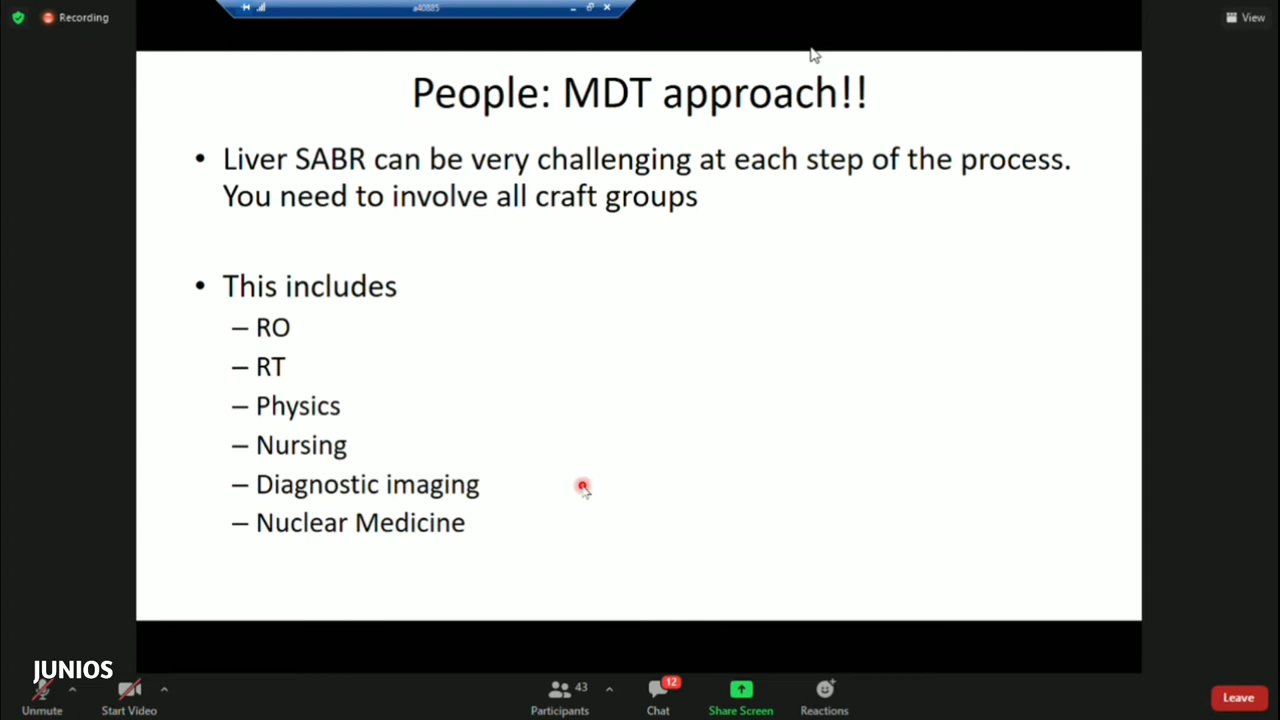 Recording
a40885
View
People: MDT approach!!
• Liver SABR can be very challenging at each step of the process.
You need to involve all craft groups
• This includes
– RO
– RT
– Physics
– Nursing
– Diagnostic imaging
– Nuclear Medicine
JUNIOS
43
12
Unmute
Start Video
Participants
Chat
Share Screen
Reactions
Leave